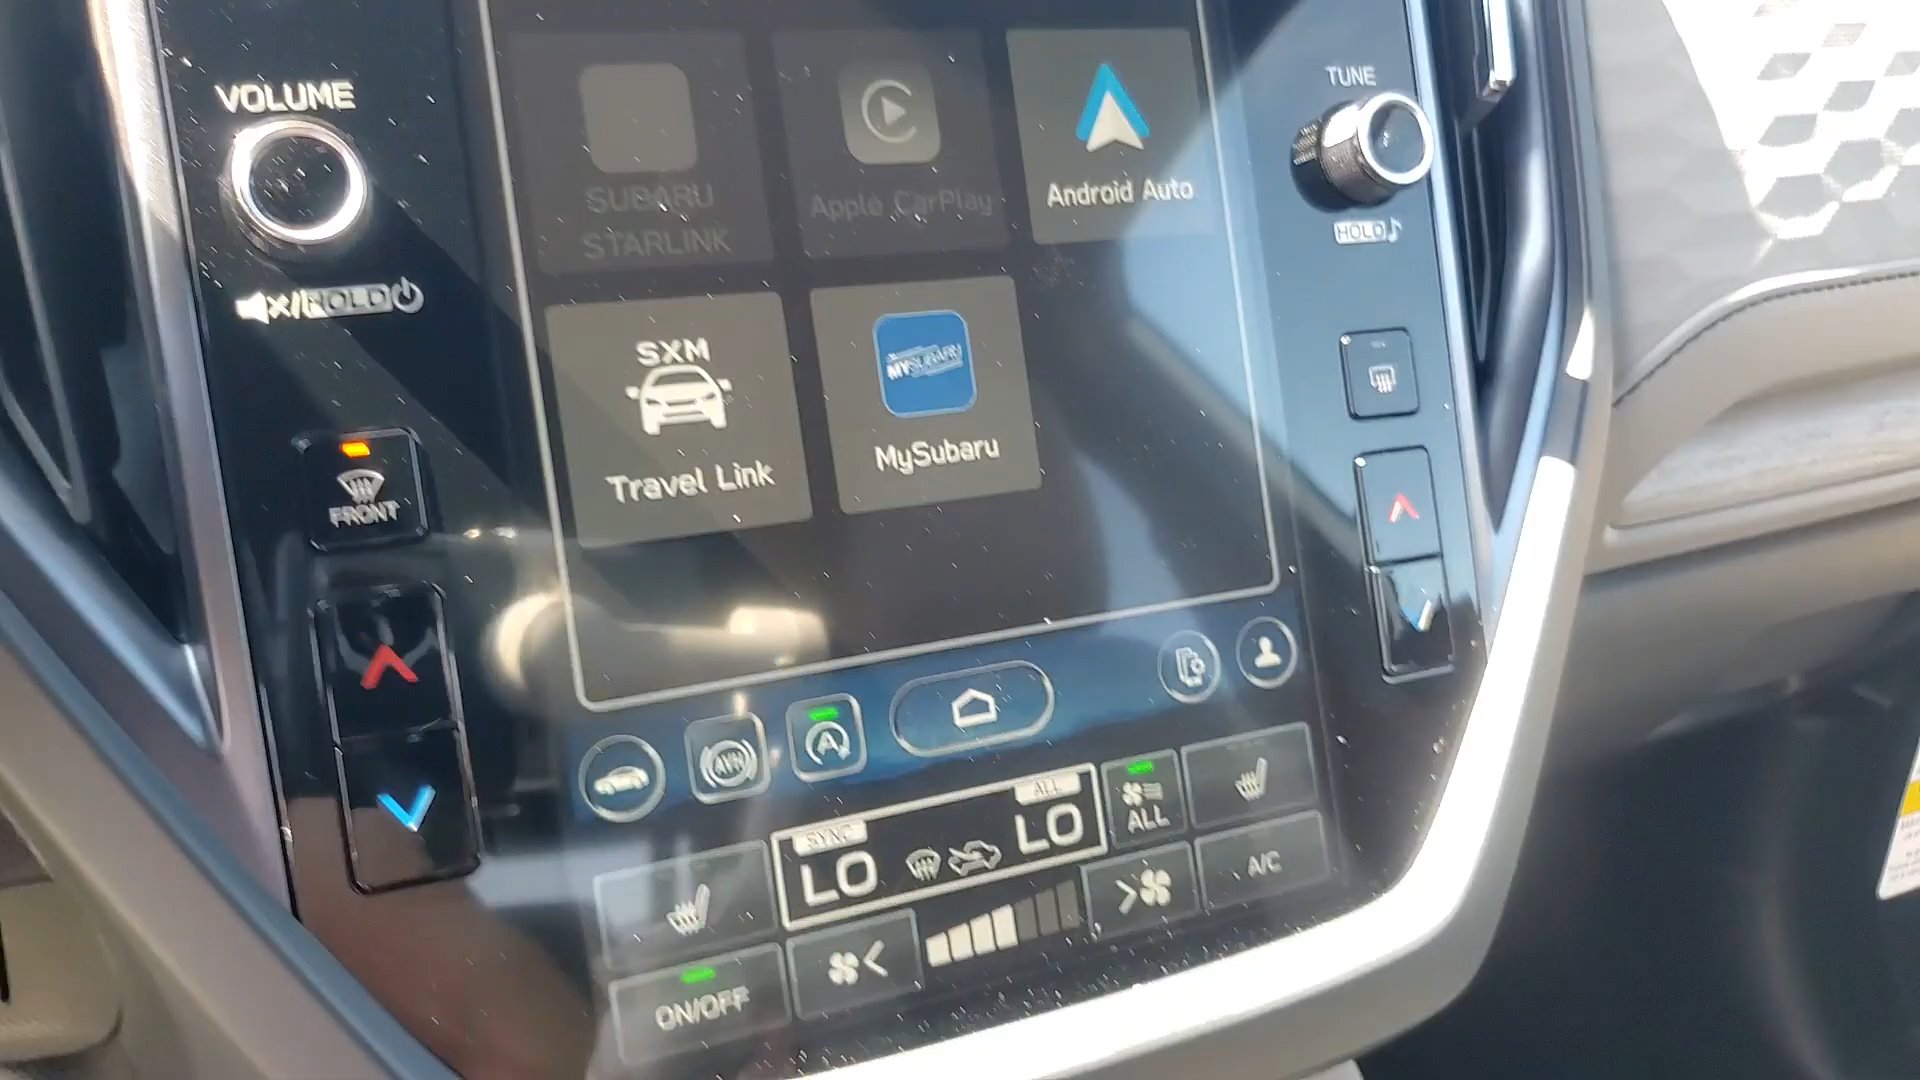 VOLUME
TUNE
SUBARU
STARLINK
Apple CarPlay
Android Auto
HOLD
HOLD
SXM
Travel Link
MYSUBARU
MySubaru
FRONT
AVH
A
SYNC
LO
ALL
LO
ALL
A/C
ON/OFF